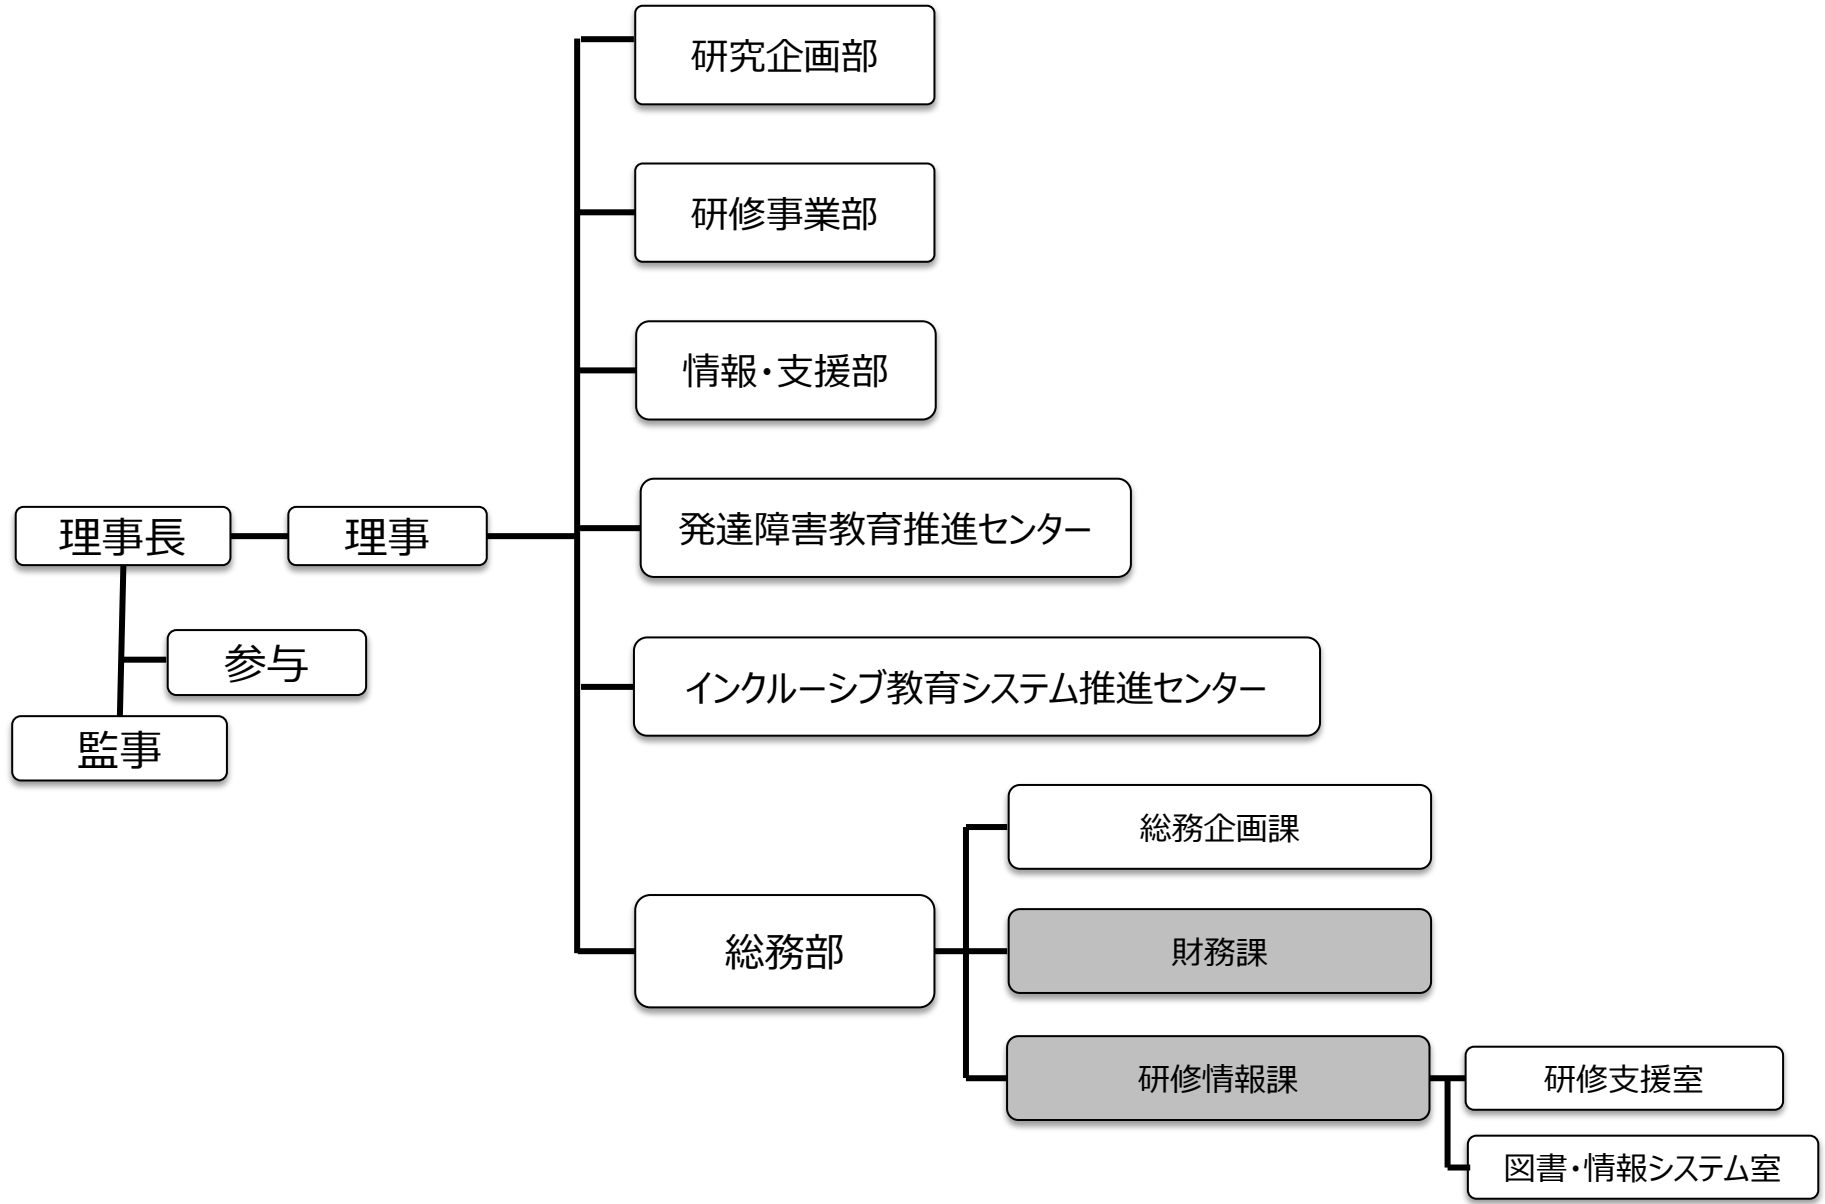 研究企画部
研修事業部
情報・支援部
発達障害教育推進センター
理事長
理事
参与
監事
インクルーシブ教育システム推進センター
総務部
総務企画課
財務課
研修情報課
研修支援室
図書・情報システム室